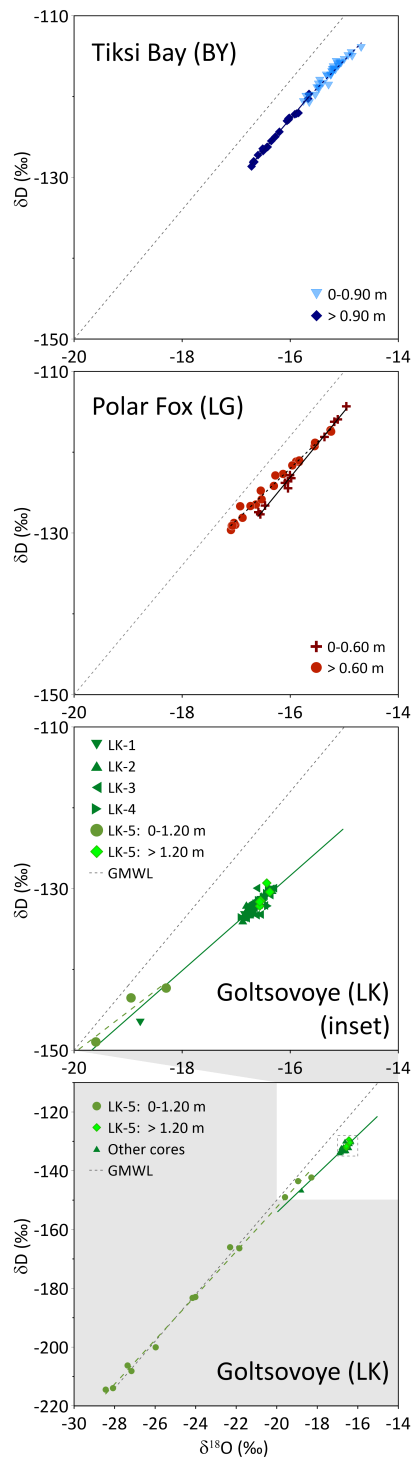 -110
Tiksi Bay (BY)
δD (‰)
-130
0-0.90 m
> 0.90 m
-150
-20 -18 -16 -14
-110
Polar Fox (LG)
δD (‰)
-130
0-0.60 m
> 0.60 m
-150
-20 -18 -16 -14
-110
LK-1
LK-2
LK-3
LK-4
LK-5: 0-1.20 m
LK-5: > 1.20 m
GMWL
δD (‰)
-130
Goltsovoye (LK)
(inset)
-150
-20 -18 -16 -14
LK-5: 0-1.20 m
-120
LK-5: > 1.20 m
Other cores
-140
GMWL
-160
δD (‰)
-180
-200
Goltsovoye (LK)
-220
-30 -28 -26 -24 -22 -20 -18 -16 -14
δ¹⁸O (‰)